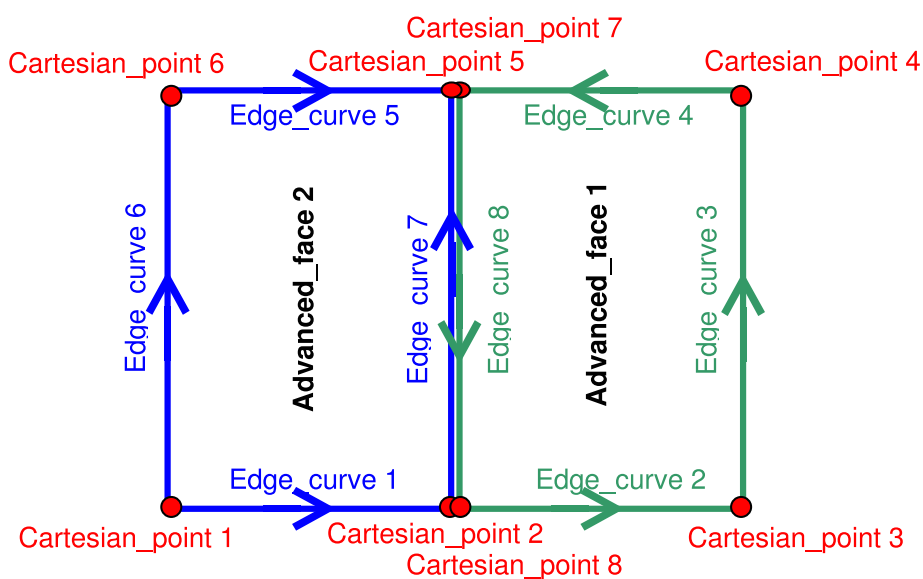 Cartesian_point 7
Cartesian_point 6
Cartesian_point 5
Cartesian_point 4
Edge_curve 5
Edge_curve 4
Edge_curve 6
Advanced_face 2
Edge_curve 7
Edge_curve 8
Advanced_face 1
Edge_curve 3
Edge_curve 1
Edge_curve 2
Cartesian_point 1
Cartesian_point 2
Cartesian_point 3
Cartesian_point 8